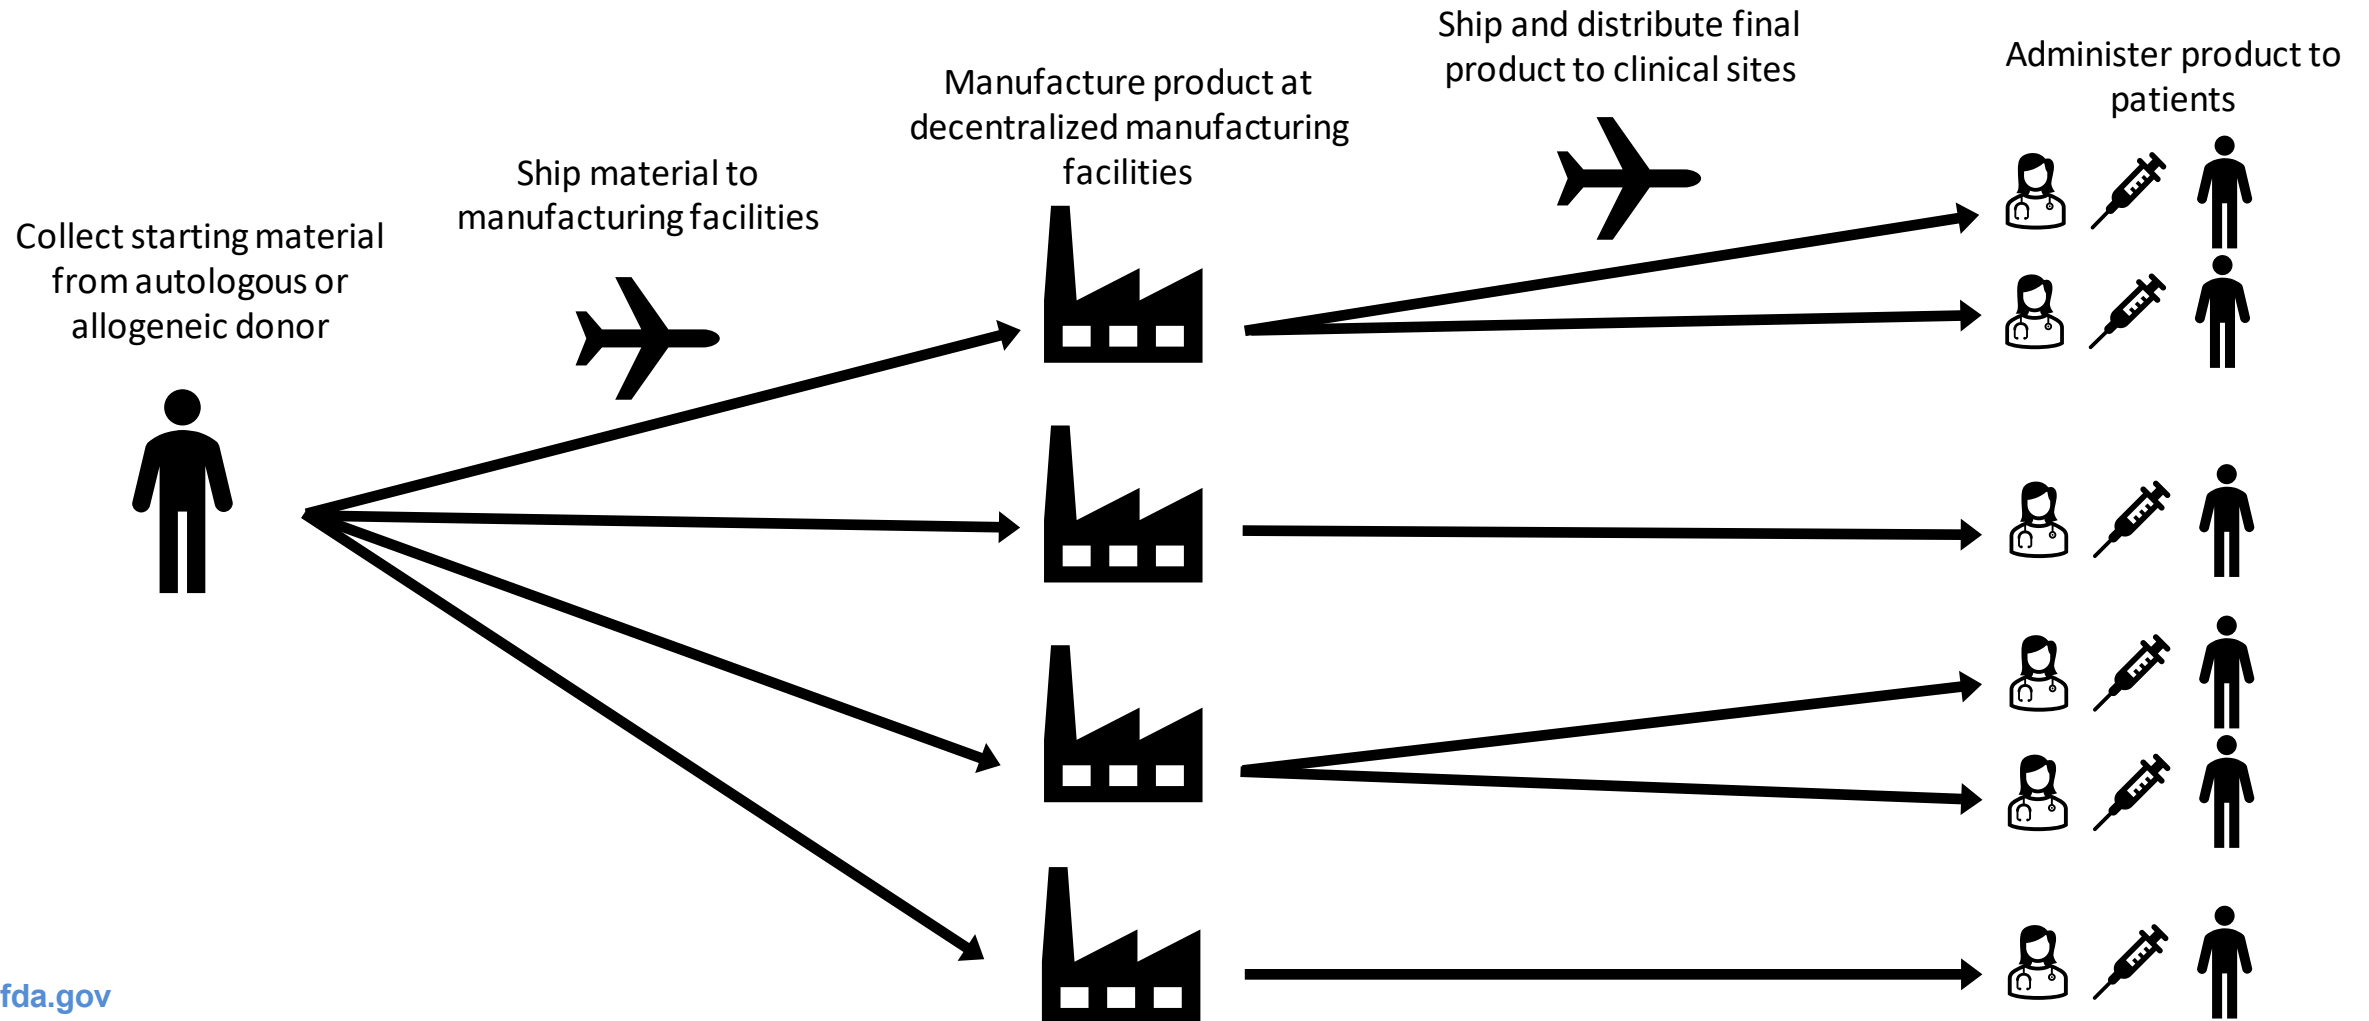 Collect starting material
from autologous or
allogeneic donor
Ship material to
manufacturing facilities
Manufacture product at
decentralized manufacturing
facilities
Ship and distribute final
product to clinical sites
Administer product to
patients
fda.gov